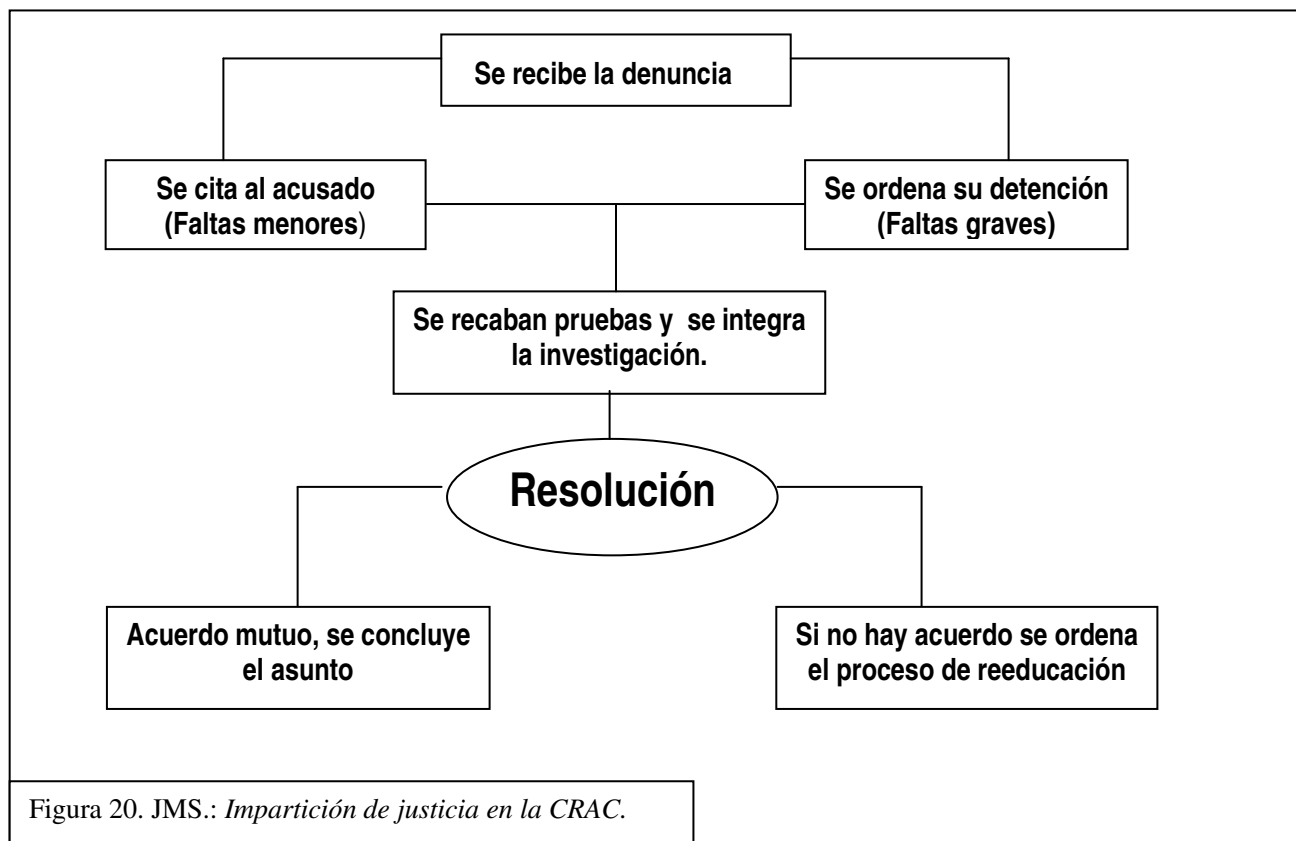 Se recibe la denuncia
Se cita al acusado
(Faltas menores)
Se ordena su detención
(Faltas graves)
Se recaban pruebas y se integra
la investigación.
Resolución
Acuerdo mutuo, se concluye
el asunto
Si no hay acuerdo se ordena
el proceso de reeducación
Figura 20. JMS.: Impartición de justicia en la CRAC.